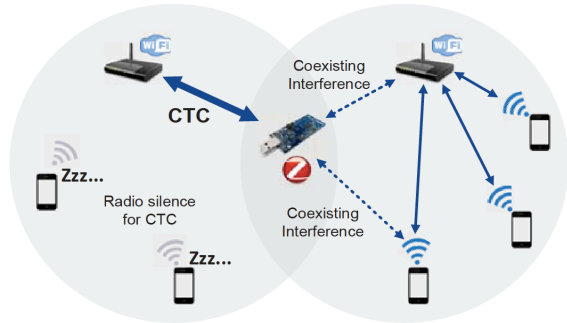 WiFi
WiFi
Coexisting
Interference
CTC
Zzz...
Z
Radio silence
for CTC
Coexisting
Interference
Zzz...